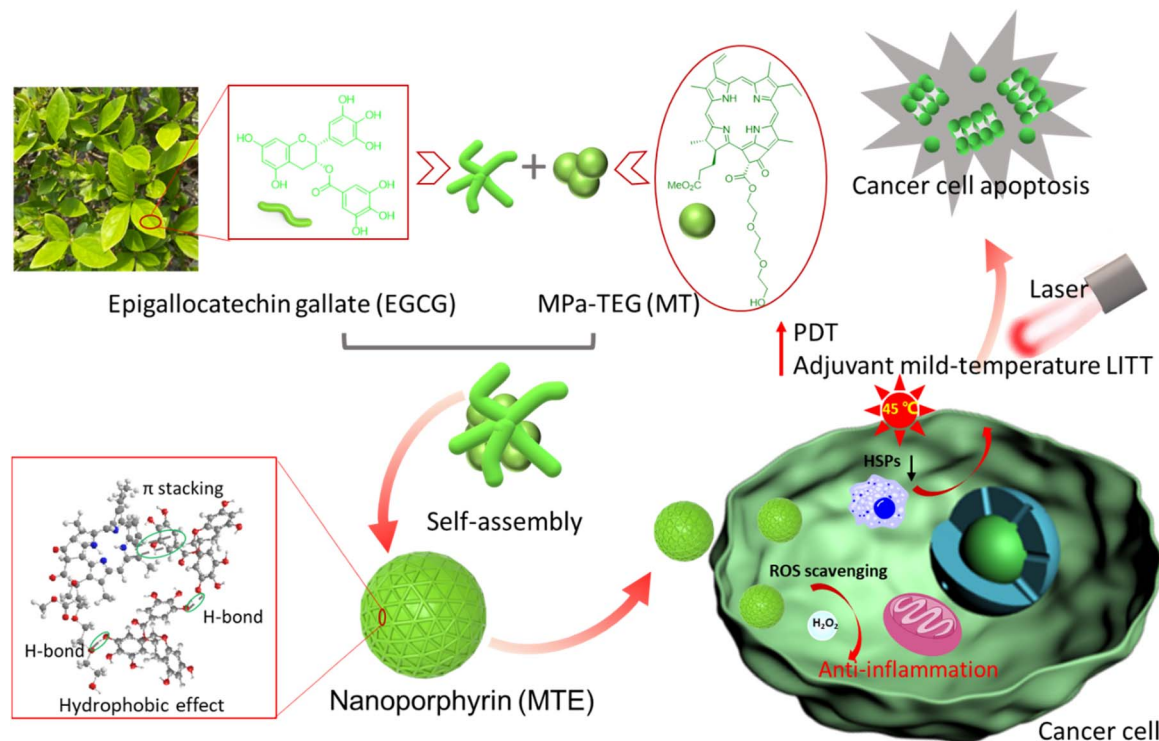 OH
OH
HO
OH
O
OH
O
O
OH
OH
OH
NH
N
N
HN
MeO₂C
O
O
O
O
O
O
HO
Epigallocatechin gallate (EGCG)
+
MPa-TEG (MT)
Cancer cell apoptosis
Laser
PDT
Adjuvant mild-temperature LITT
45 ℃
HSPs
Self-assembly
π stacking
H-bond
H-bond
Hydrophobic effect
Nanoporphyrin (MTE)
ROS scavenging
H₂O₂
Anti-inflammation
Cancer cell